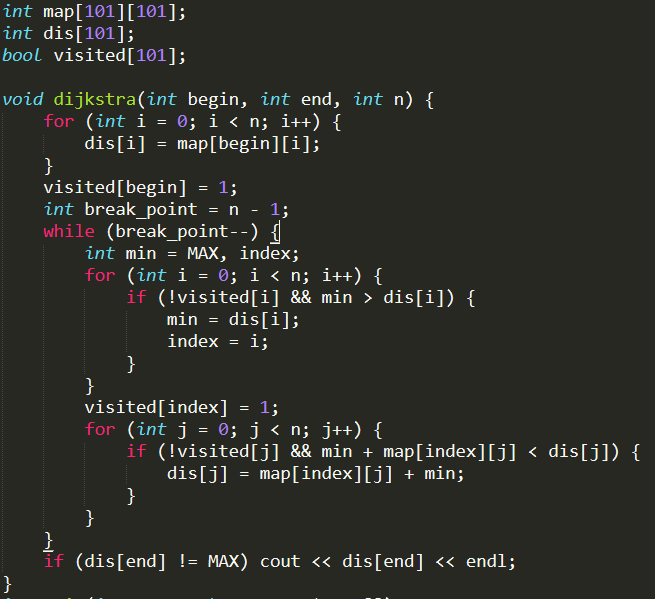 int map[101][101];
int dis[101];
bool visited[101];
void dijkstra(int begin, int end, int n) {
for (int i = 0; i < n; i++) {
dis[i] = map[begin][i];
}
visited[begin] = 1;
int break_point = n - 1;
while (break_point--) {
int min = MAX, index;
for (int i = 0; i < n; i++) {
if (!visited[i] && min > dis[i]) {
min = dis[i];
index = i;
}
}
visited[index] = 1;
for (int j = 0; j < n; j++) {
if (!visited[j] && min + map[index][j] < dis[j]) {
dis[j] = map[index][j] + min;
}
}
}
if (dis[end] != MAX) cout << dis[end] << endl;
}